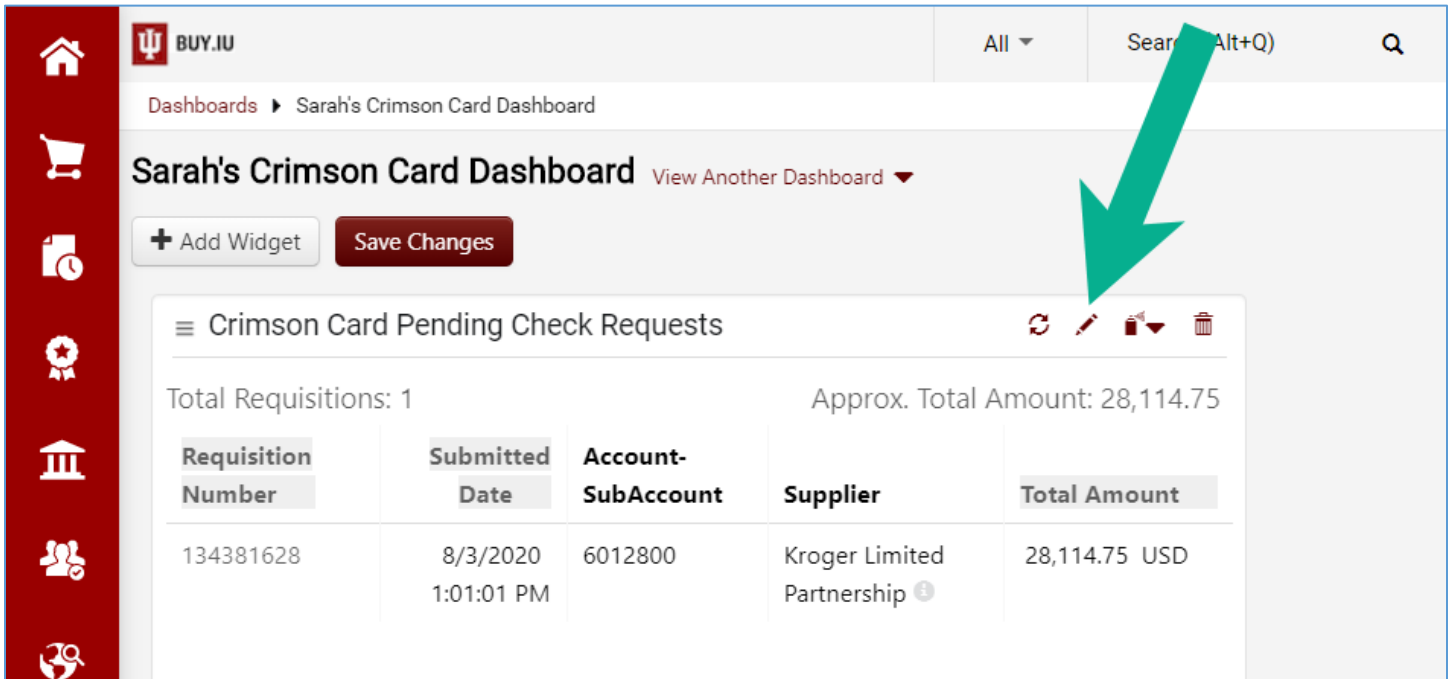 BUY.IU
All
Search (Alt+Q)
Dashboards Sarah's Crimson Card Dashboard
Sarah's Crimson Card Dashboard View Another Dashboard
Add Widget
Save Changes
Crimson Card Pending Check Requests
Total Requisitions: 1
Approx. Total Amount: 28,114.75
Requisition Number
Submitted Date
Account-SubAccount
Supplier
Total Amount
134381628
8/3/2020
1:01:01 PM
6012800
Kroger Limited
Partnership
28,114.75 USD